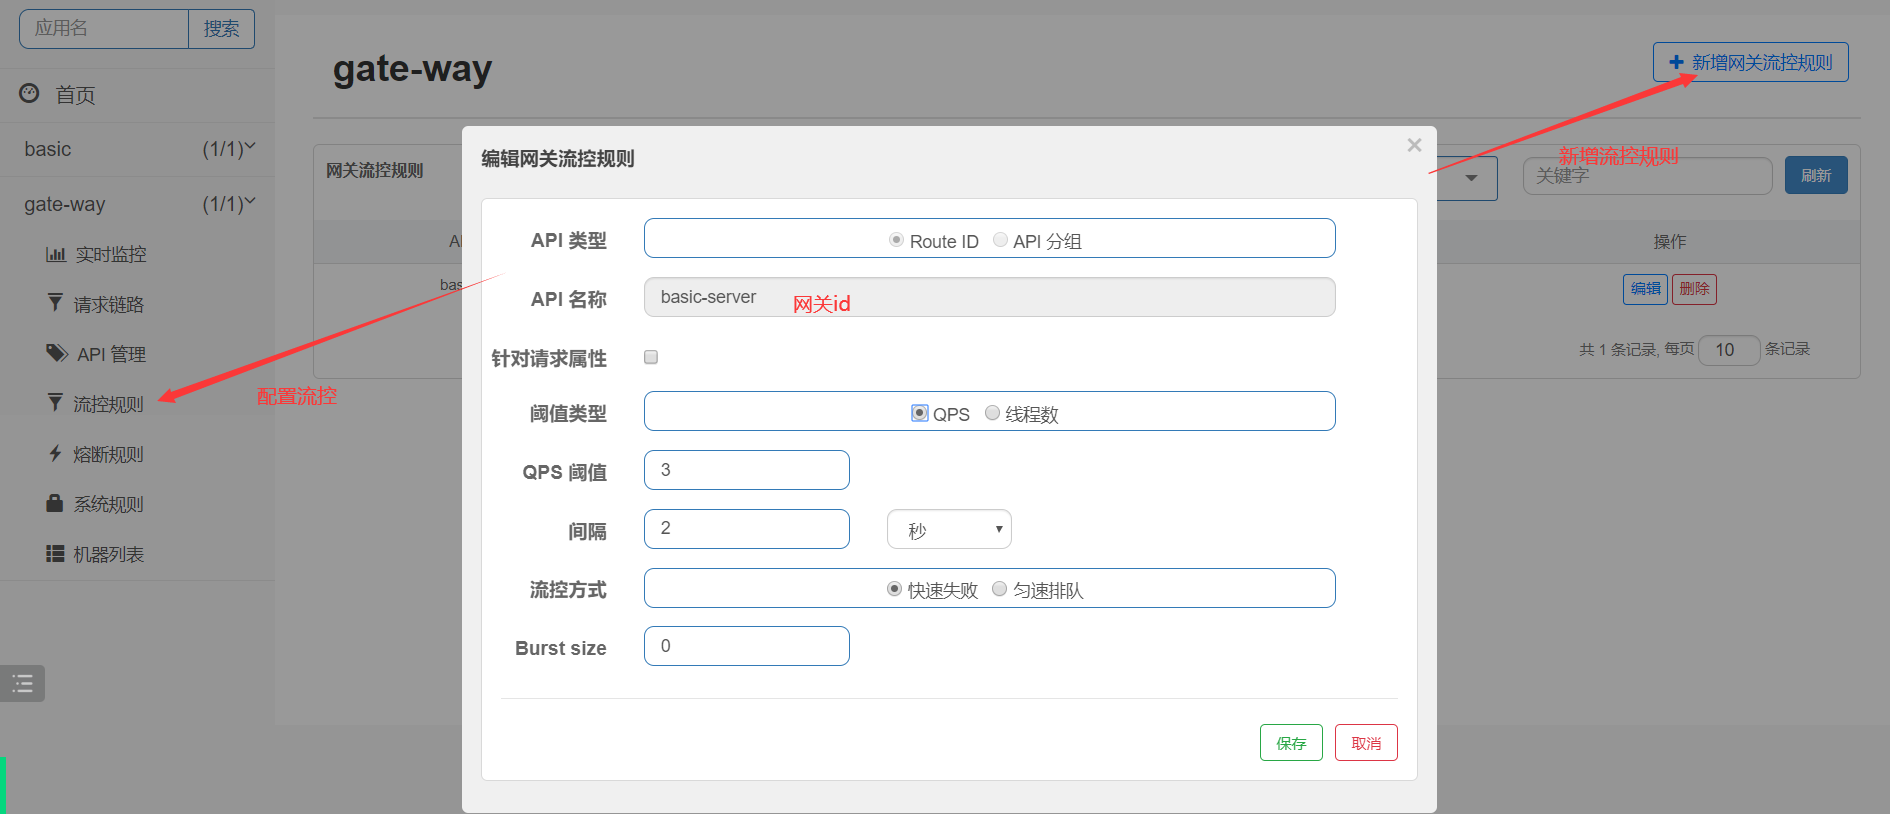 应用名 搜索
首页
basic (1/1)
gate-way (1/1)
实时监控
请求链路
API 管理
流控规则
熔断规则
系统规则
机器列表
配置流控
gate-way
新增网关流控规则
网关流控规则
新增流控规则
关键字
刷新
操作
编辑 删除
共 1 条记录, 每页 10 条记录
编辑网关流控规则
×
API 类型 Route ID API 分组
API 名称 basic-server 网关id
针对请求属性
阈值类型 QPS 线程数
QPS 阈值 3
间隔 2 秒
流控方式 快速失败 匀速排队
Burst size 0
保存 取消